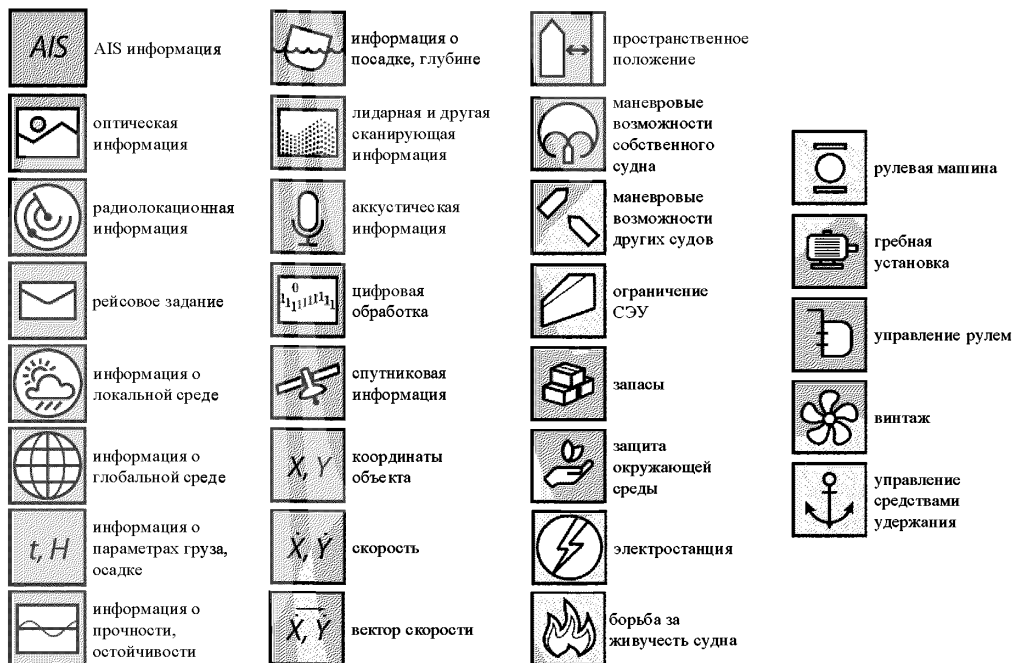 AIS
AIS информация
оптическая
информация
радиолокационная
информация
рейсовое задание
информация о
локальной среде
информация о
глобальной среде
t, H
информация о
параметрах груза,
осадке
информация о
прочности,
остойчивости
информация о
посадке, глубине
лидарная и другая
сканирующая
информация
аккустическая
информация
0
1111111111
цифровая
обработка
спутниковая
информация
X, Y
координаты
объекта
Ẋ, Ẏ
скорость
Ẋ, Ẏ
вектор скорости
пространственное
положение
маневровые
возможности
собственного
судна
маневровые
возможности
других судов
ограничение
СЭУ
запасы
защита
окружающей
среды
электростанция
борьба за
живучесть судна
рулевая машина
гребная
установка
управление рулем
винтаж
управление
средствами
удержания